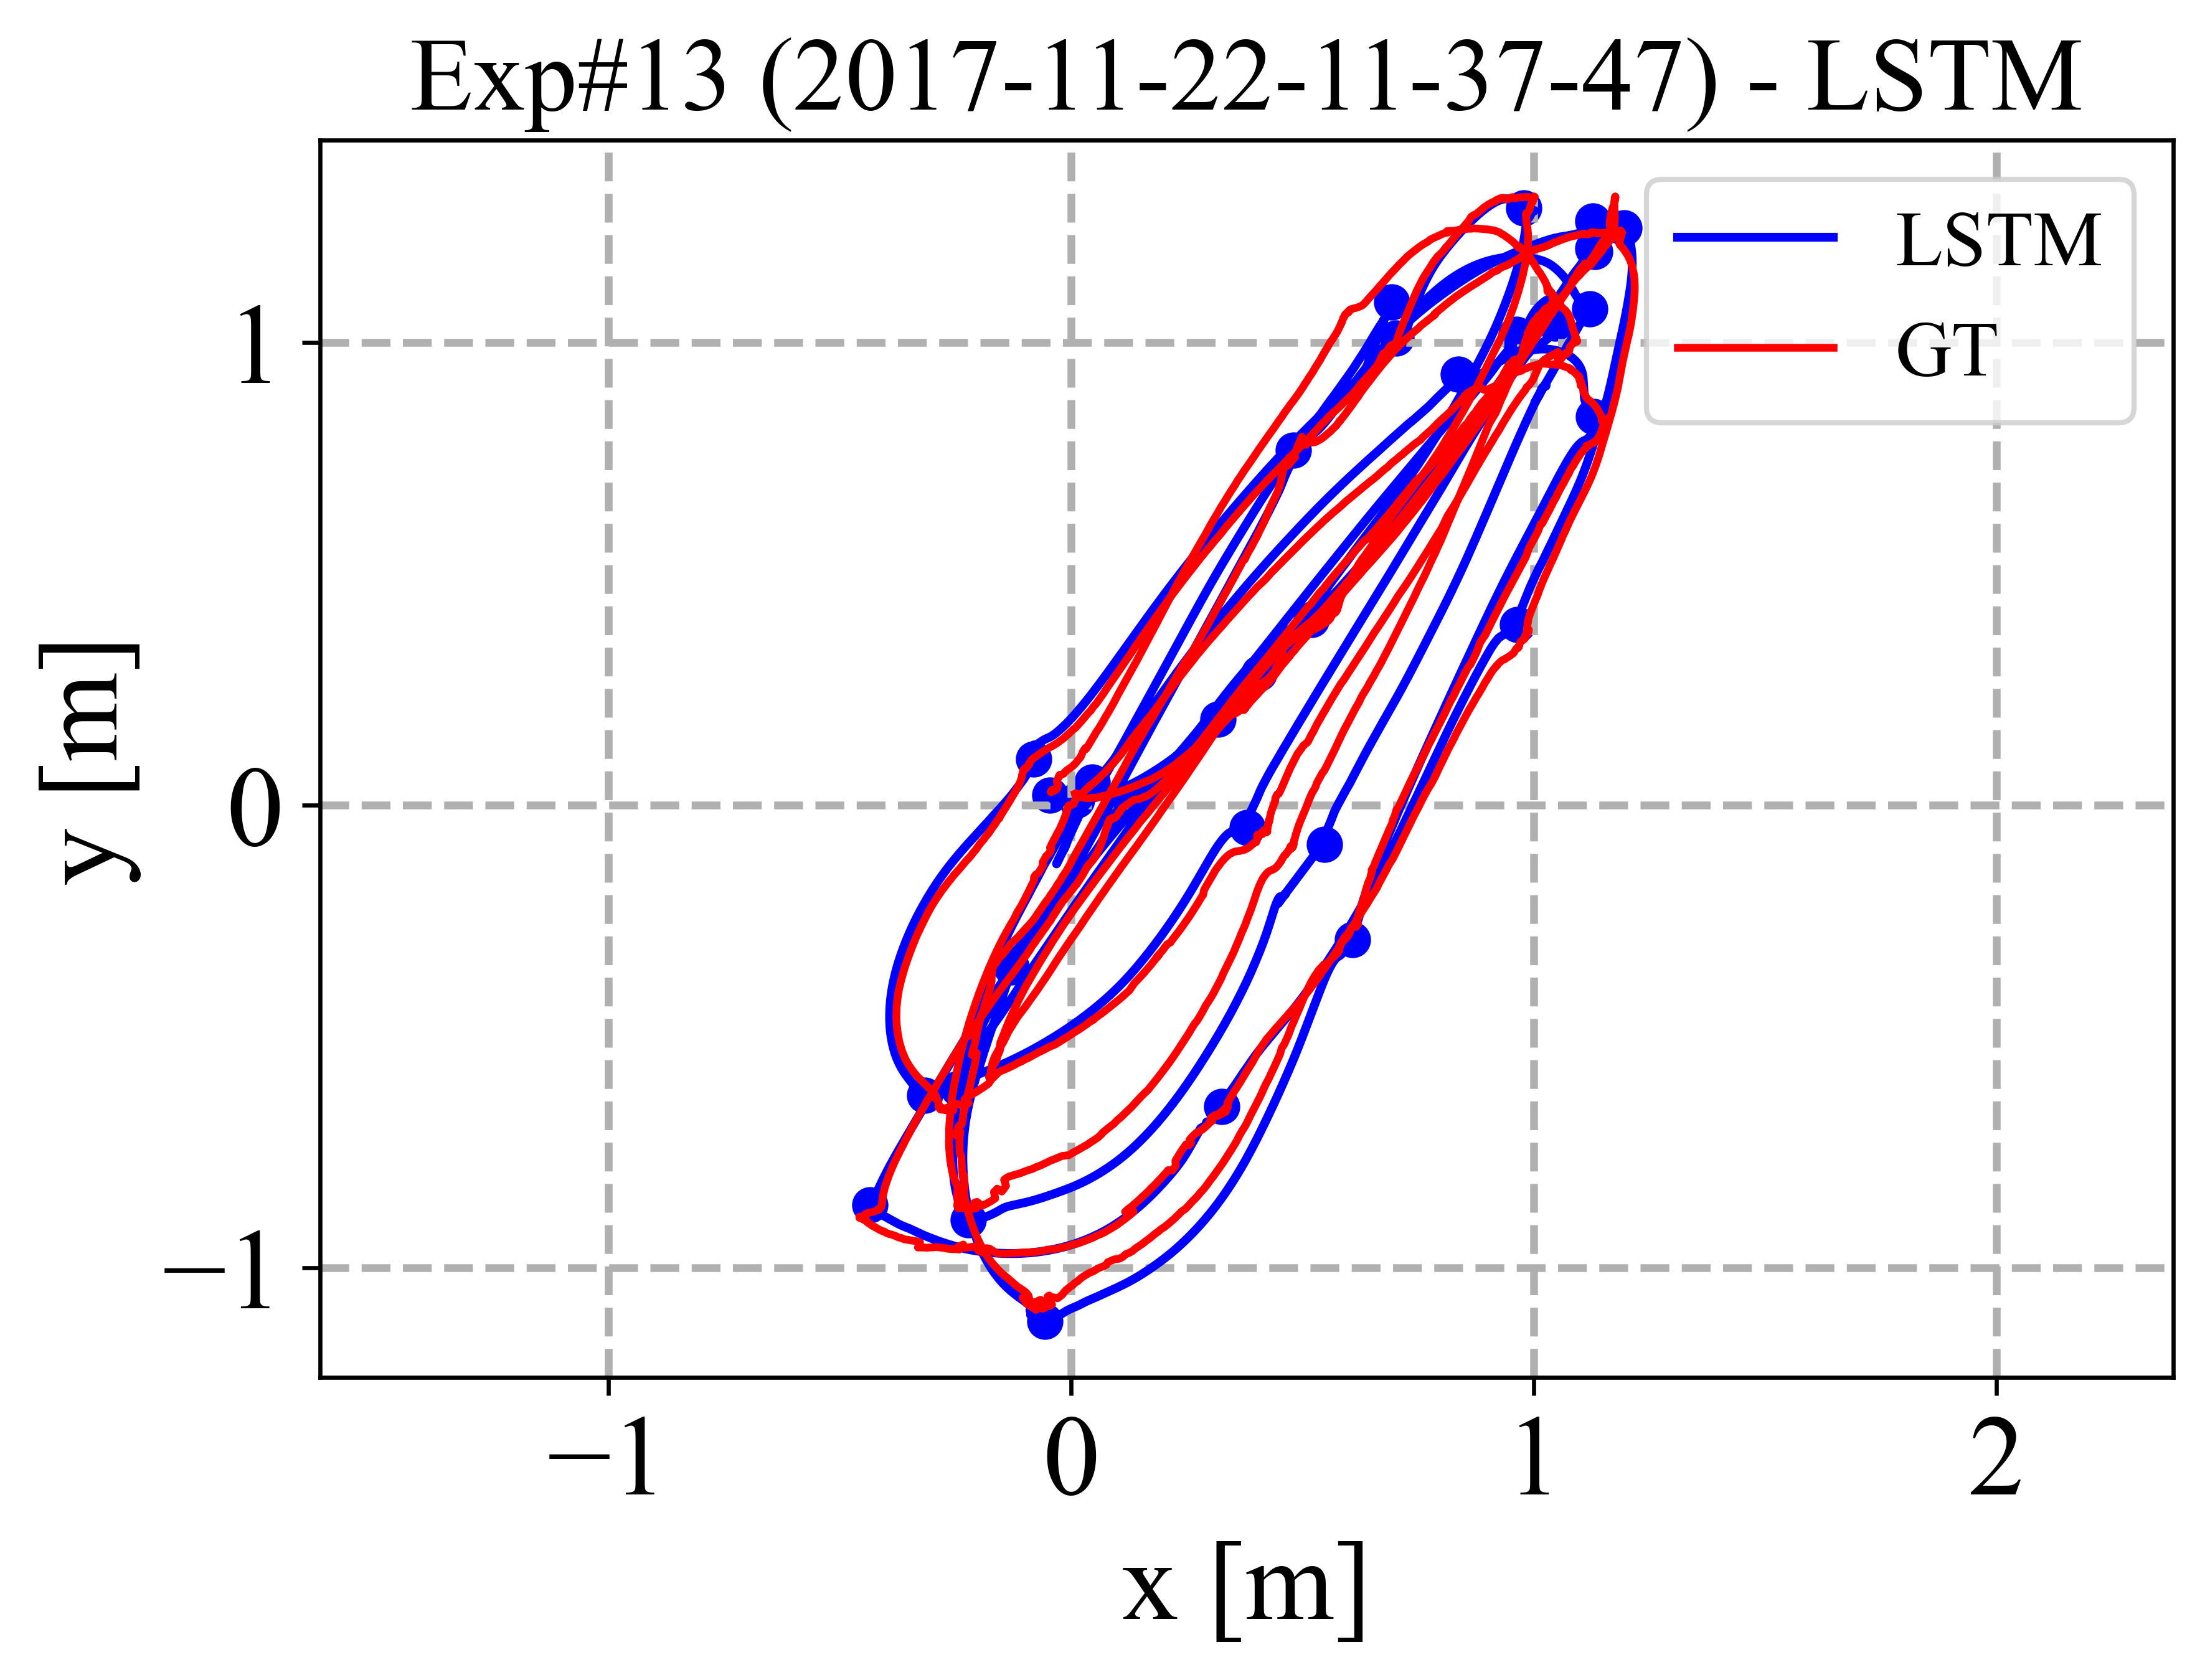 Exp#13 (2017-11-22-11-37-47) - LSTM
LSTM
GT
1
0
−1
y [m]
−1 0 1 2
x [m]